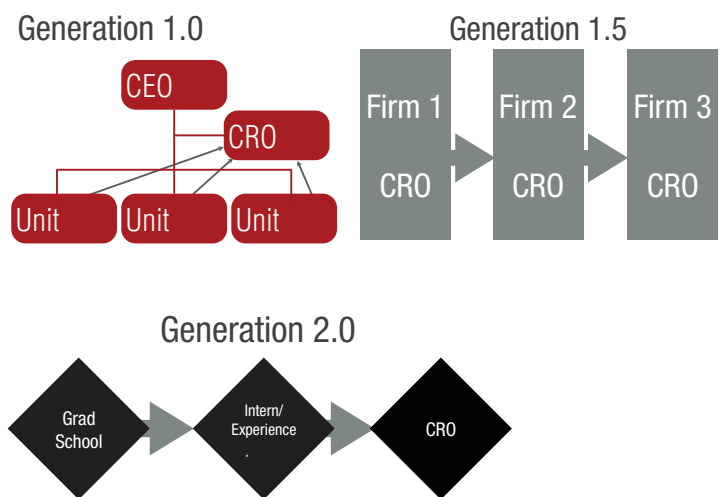 Generation 1.0
CEO
CRO
Unit
Unit
Unit
Generation 1.5
Firm 1
CRO
Firm 2
CRO
Firm 3
CRO
Generation 2.0
Grad
School
Intern/
Experience
.
CRO